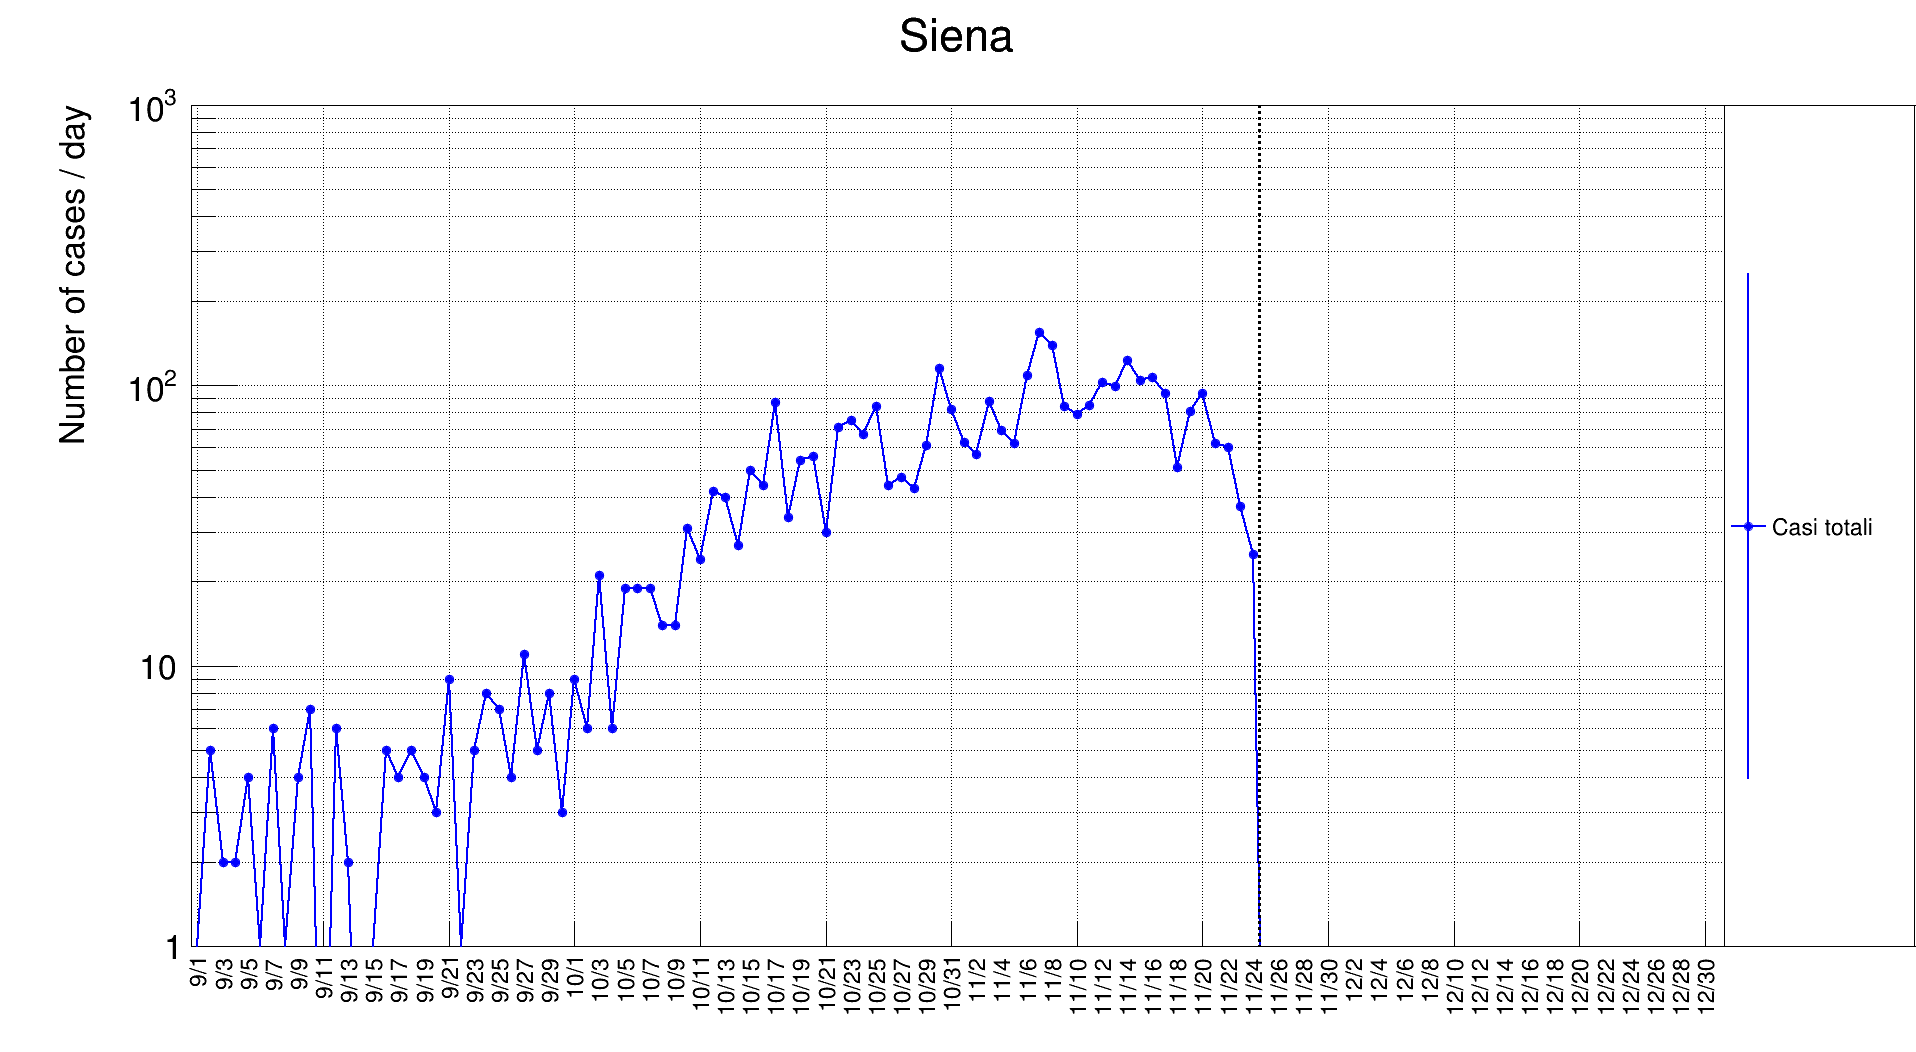 Siena
Number of cases / day
10³
10²
10
1
9/1 9/3 9/5 9/7 9/9 9/11 9/13 9/15 9/17 9/19 9/21 9/23 9/25 9/27 9/29 10/1 10/3 10/5 10/7 10/9 10/11 10/13 10/15 10/17 10/19 10/21 10/23 10/25 10/27 10/29 10/31 11/2 11/4 11/6 11/8 11/10 11/12 11/14 11/16 11/18 11/20 11/22 11/24 11/26 11/28 11/30 12/2 12/4 12/6 12/8 12/10 12/12 12/14 12/16 12/18 12/20 12/22 12/24 12/26 12/28 12/30
Casi totali